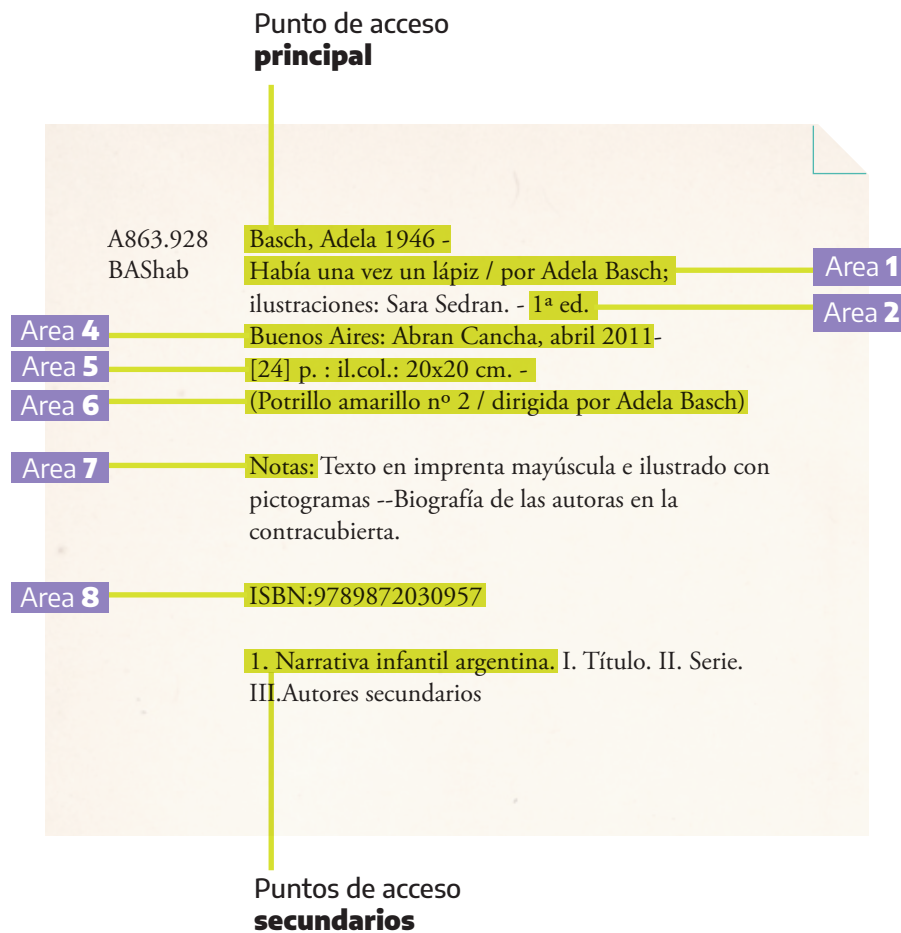 Punto de acceso
principal
A863.928 Basch, Adela 1946 -
BAShab Había una vez un lápiz / por Adela Basch; Area 1
ilustraciones: Sara Sedran. - 1ª ed. Area 2
Area 4 Buenos Aires: Abran Cancha, abril 2011-
Area 5 [24] p. : il.col.: 20x20 cm. -
Area 6 (Potrillo amarillo nº 2 / dirigida por Adela Basch)
Area 7 Notas: Texto en imprenta mayúscula e ilustrado con
pictogramas --Biografía de las autoras en la
contracubierta.
Area 8 ISBN:9789872030957
1. Narrativa infantil argentina. I. Título. II. Serie.
III.Autores secundarios
Puntos de acceso
secundarios